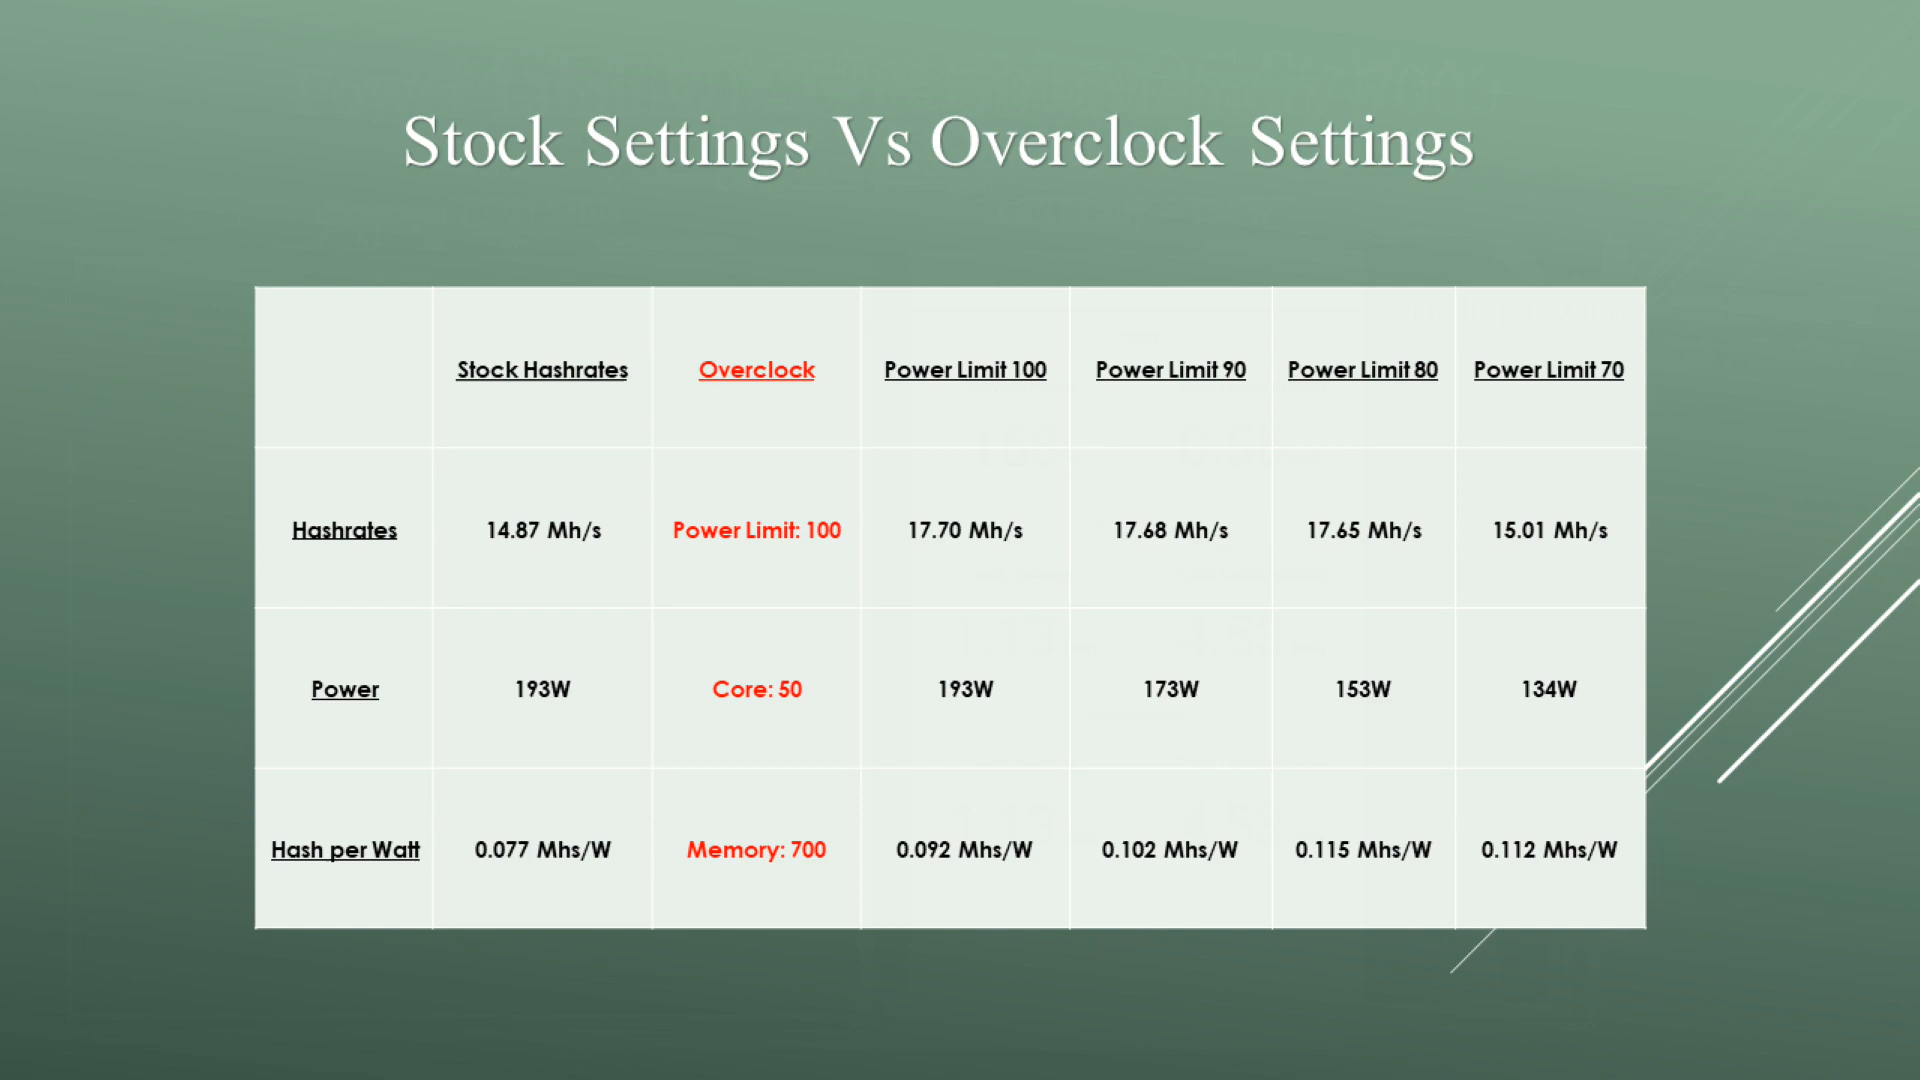 Stock Settings Vs Overclock Settings
Stock Hashrates Overclock Power Limit 100 Power Limit 90 Power Limit 80 Power Limit 70
Hashrates 14.87 Mh/s Power Limit: 100 17.70 Mh/s 17.68 Mh/s 17.65 Mh/s 15.01 Mh/s
Power 193W Core: 50 193W 173W 153W 134W
Hash per Watt 0.077 Mhs/W Memory: 700 0.092 Mhs/W 0.102 Mhs/W 0.115 Mhs/W 0.112 Mhs/W